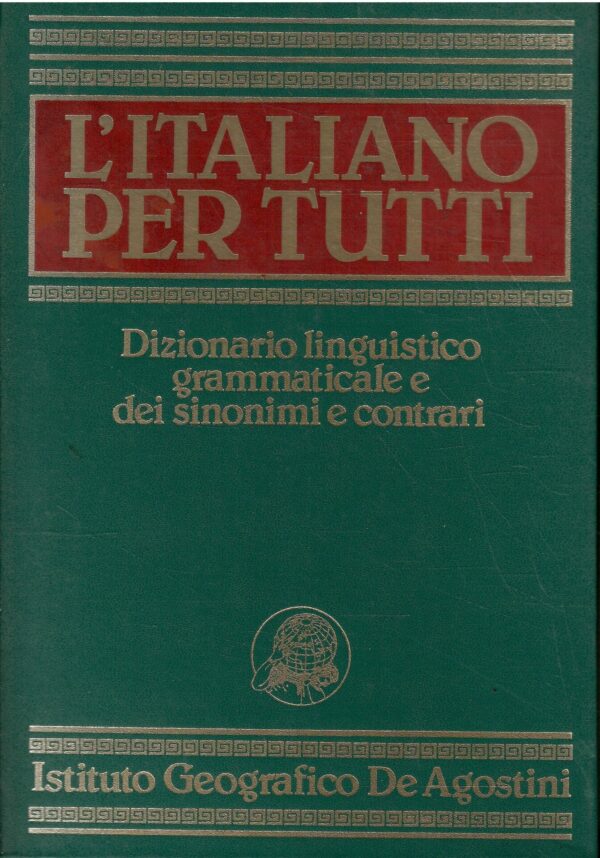 L'ITALIANO
PER TUTTI
Dizionario linguistico
grammaticale e
dei sinonimi e contrari
Istituto Geografico De Agostini